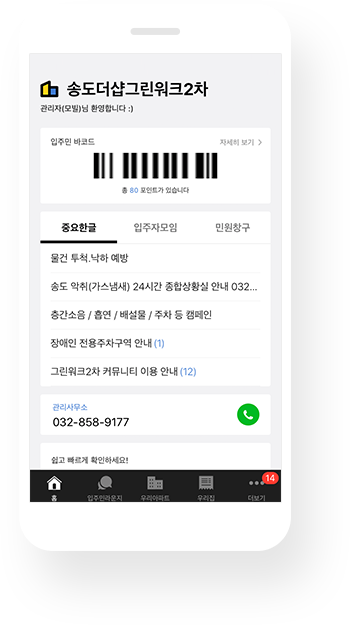 송도더샵그린워크2차
관리자(모빌)님 환영합니다 :)
입주민 바코드 자세히 보기 >
총 80 포인트가 있습니다
중요한글 입주자모임 민원창구
물건 투척.낙하 예방
송도 악취(가스냄새) 24시간 종합상황실 안내 032...
층간소음 / 흡연 / 배설물 / 주차 등 캠페인
장애인 전용주차구역 안내 (1)
그린워크2차 커뮤니티 이용 안내 (12)
관리사무소
032-858-9177
쉽고 빠르게 확인하세요!
14
홈 입주민라운지 우리아파트 우리집 더보기